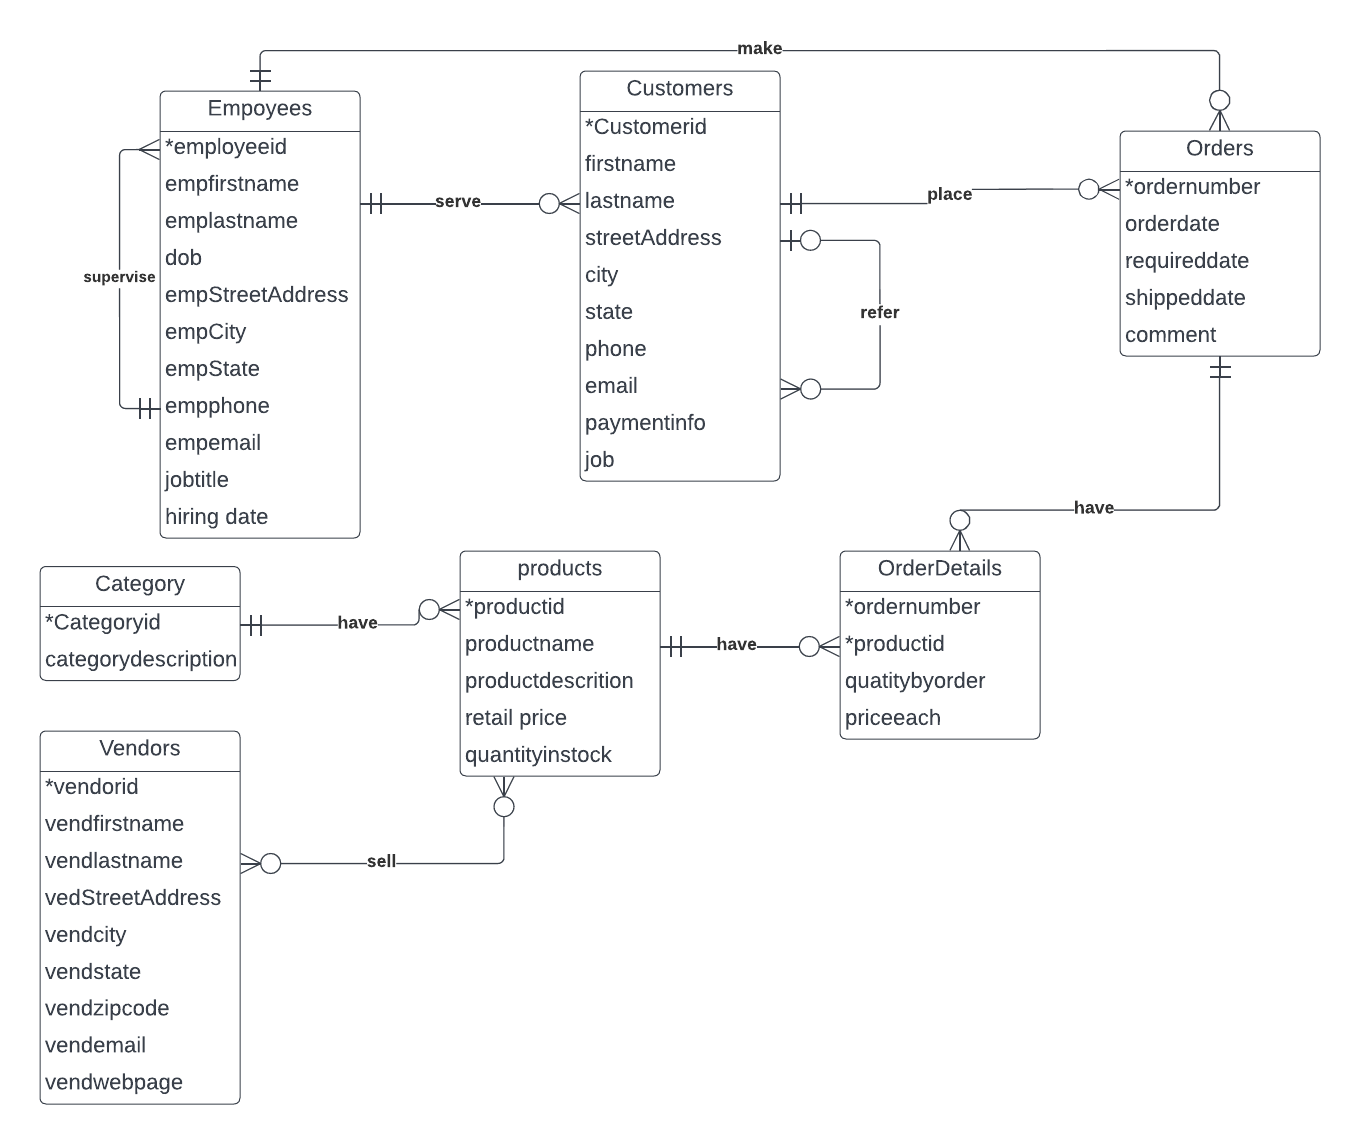 make
Empoyees
*employeeid
empfirstname
emplastname
dob
empStreetAddress
empCity
empState
empphone
empemail
jobtitle
hiring date
supervise
serve
Customers
*Customerid
firstname
lastname
streetAddress
city
state
phone
email
paymentinfo
job
place
refer
Orders
*ordernumber
orderdate
requireddate
shippeddate
comment
have
Category
*Categoryid
categorydescription
have
products
*productid
productname
productdescrition
retail price
quantityinstock
have
OrderDetails
*ordernumber
*productid
quatitybyorder
priceeach
Vendors
*vendorid
vendfirstname
vendlastname
vedStreetAddress
vendcity
vendstate
vendzipcode
vendemail
vendwebpage
sell